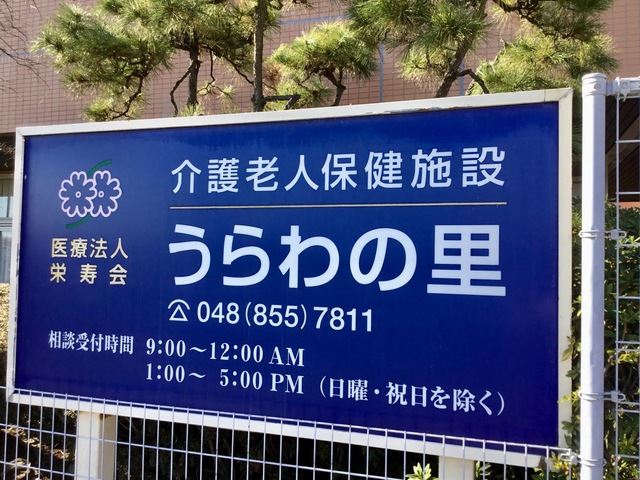 介護老人保健施設
医療法人
栄寿会
うらわの里
☎ 048(855)7811
相談受付時間 9:00～12:00 AM
1:00～ 5:00 PM (日曜・祝日を除く)